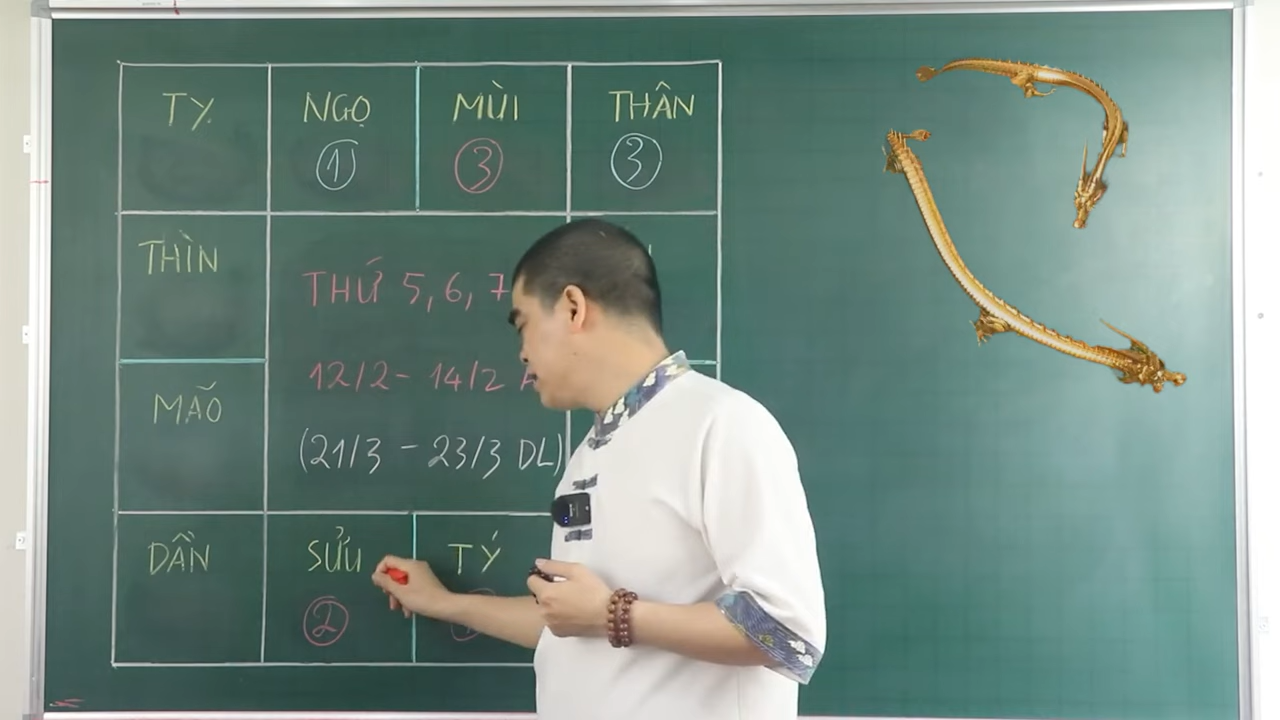 TỴ NGỌ MÙI THÂN
1 3 3
THÌN
THỨ 5, 6, 7
MÃO
12/2 - 14/2
(21/3 - 23/3 DL)
DẦN SỬU TÝ
2